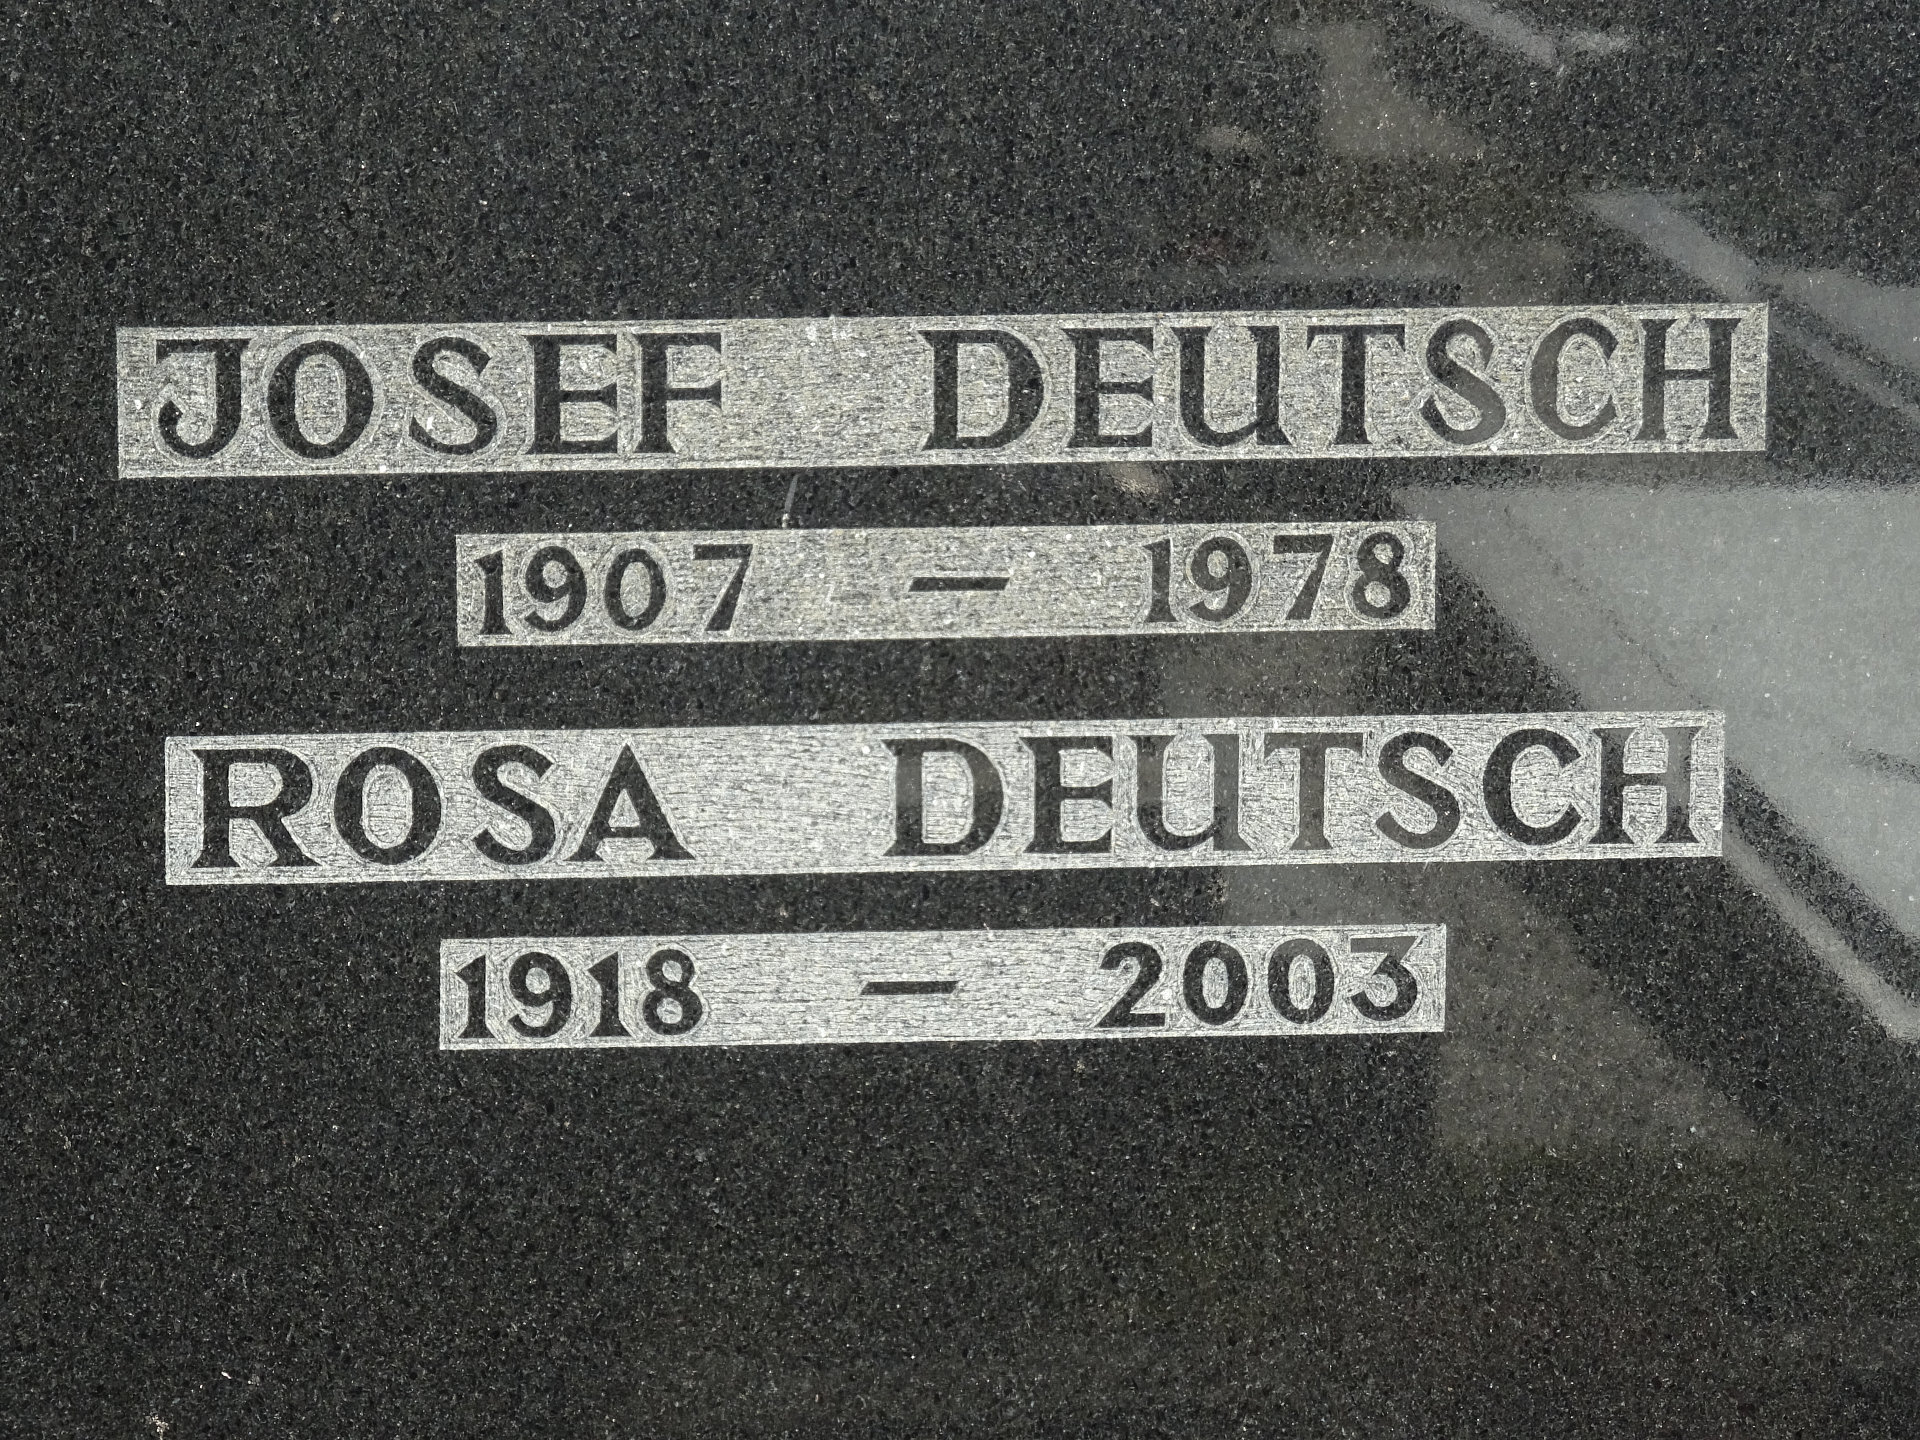 JOSEF DEUTSCH
1907 – 1978
ROSA DEUTSCH
1918 – 2003